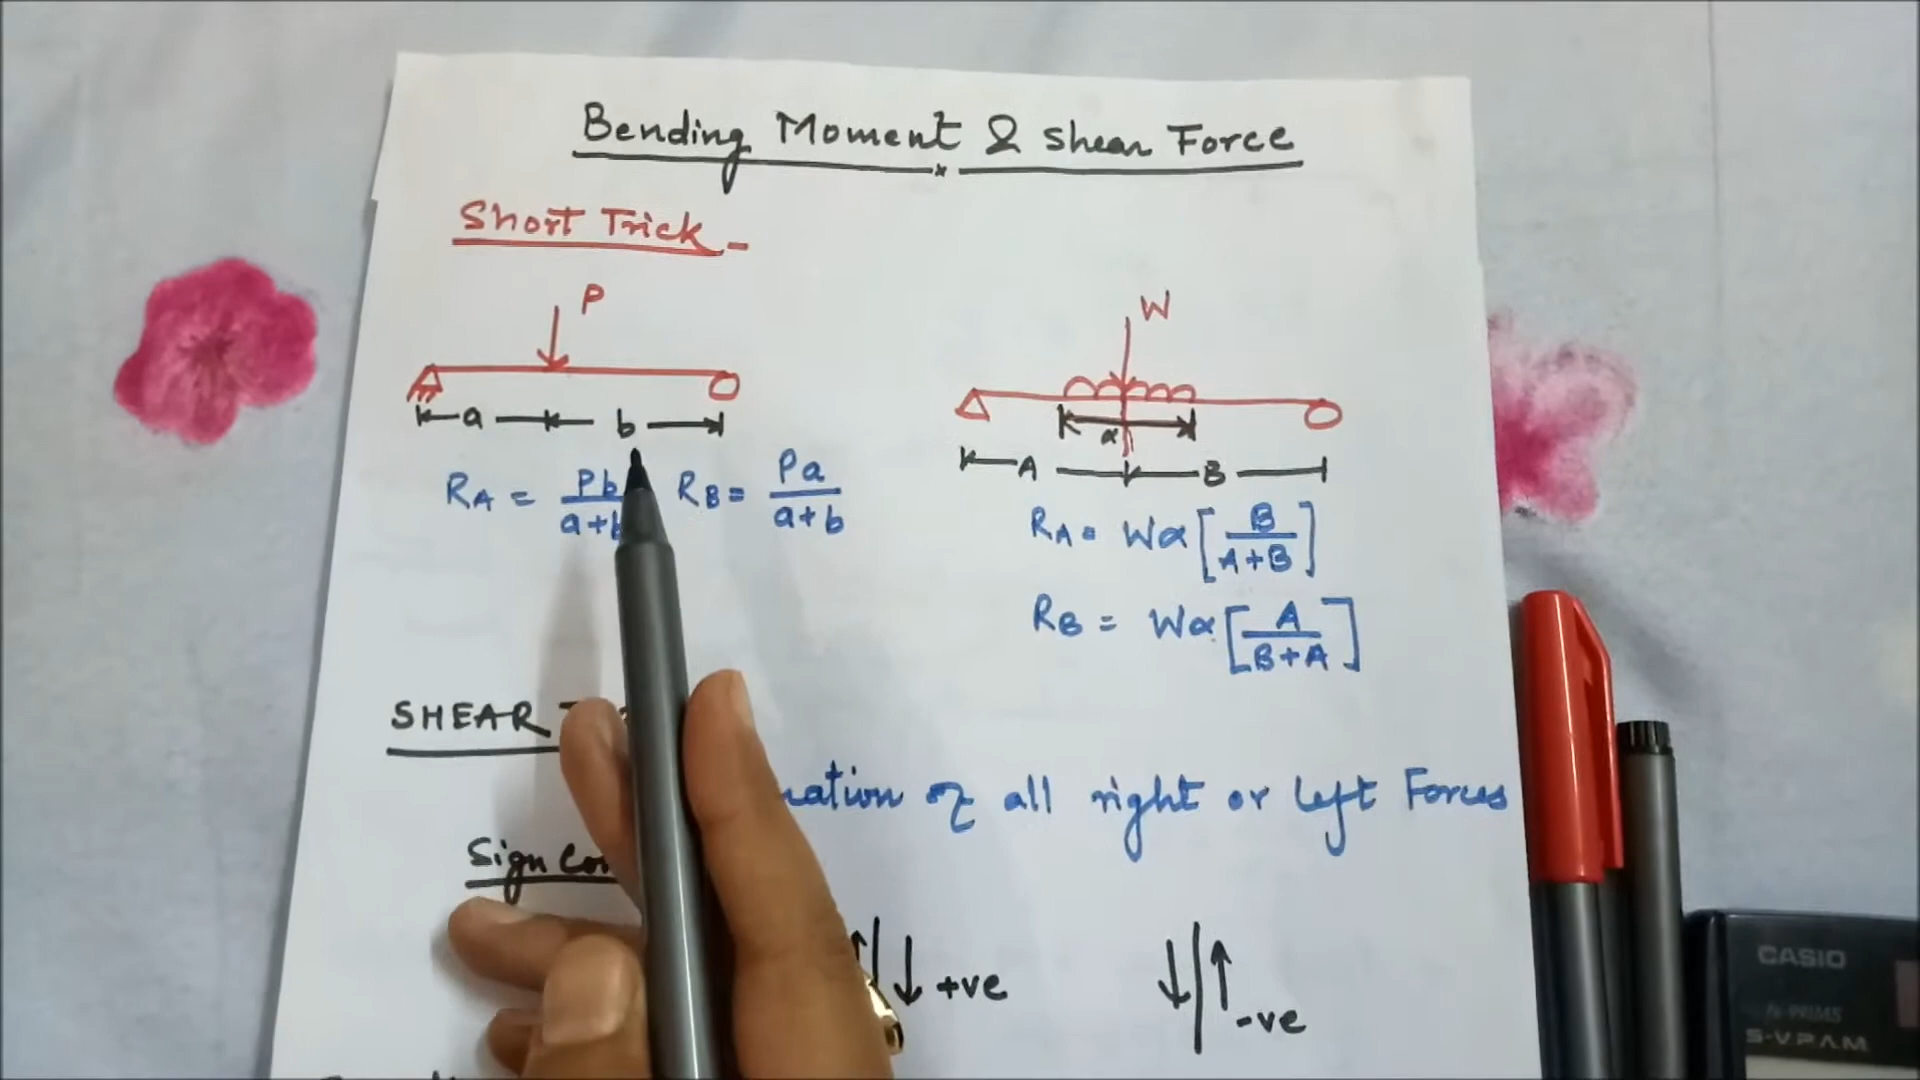 Bending Moment & Shear Force
Short Trick -
P
a
b
RA = Pb/a+b RB = Pa/a+b
W
α
A
B
RA = Wα[B/A+B]
RB = Wα[A/B+A]
SHEAR
of all right or left Forces
Sign
+ve
-ve
CASIO
S-V.P.A.M.